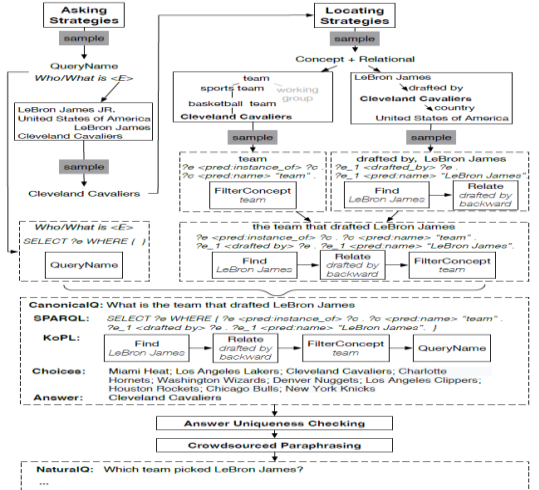 Asking
Strategies
Locating
Strategies
sample
sample
QueryName
Who/What is <E>
Concept + Relational
LeBron James JR.
United States of America
LeBron James
Cleveland Cavaliers
team
sports team
working
group
basketball team
Cleveland Cavaliers
LeBron James
drafted by
Cleveland Cavaliers
country
United States of America
sample
sample
sample
Cleveland Cavaliers
team
?e <pred:instance_of> ?c
?c <pred:name> "team" .
FilterConcept
team
drafted by, LeBron James
?e_1 <drafted_by> ?e .
?e_1 <pred:name> "LeBron James"
Find
LeBron James
Relate
drafted by
backward
Who/What is <E>
SELECT ?e WHERE { }
QueryName
the team that drafted LeBron James
?e <pred:instance_of> ?c . ?c <pred:name> "team" .
?e_1 <drafted_by> ?e . ?e_1 <pred:name> "LeBron James".
Find
LeBron James
Relate
drafted by
backward
FilterConcept
team
CanonicalQ: What is the team that drafted LeBron James
SPARQL: SELECT ?e WHERE { ?e <pred:instance_of> ?c . ?c <pred:name> "team" .
?e_1 <drafted_by> ?e . ?e_1 <pred:name> "LeBron James". }
KoPL:
Find
LeBron James
Relate
drafted by
backward
FilterConcept
team
QueryName
Choices: Miami Heat; Los Angeles Lakers; Cleveland Cavaliers; Charlotte
Hornets; Washington Wizards; Denver Nuggets; Los Angeles Clippers;
Houston Rockets; Chicago Bulls; New York Knicks
Answer: Cleveland Cavaliers
Answer Uniqueness Checking
Crowdsourced Paraphrasing
NaturalQ: Which team picked LeBron James?
...